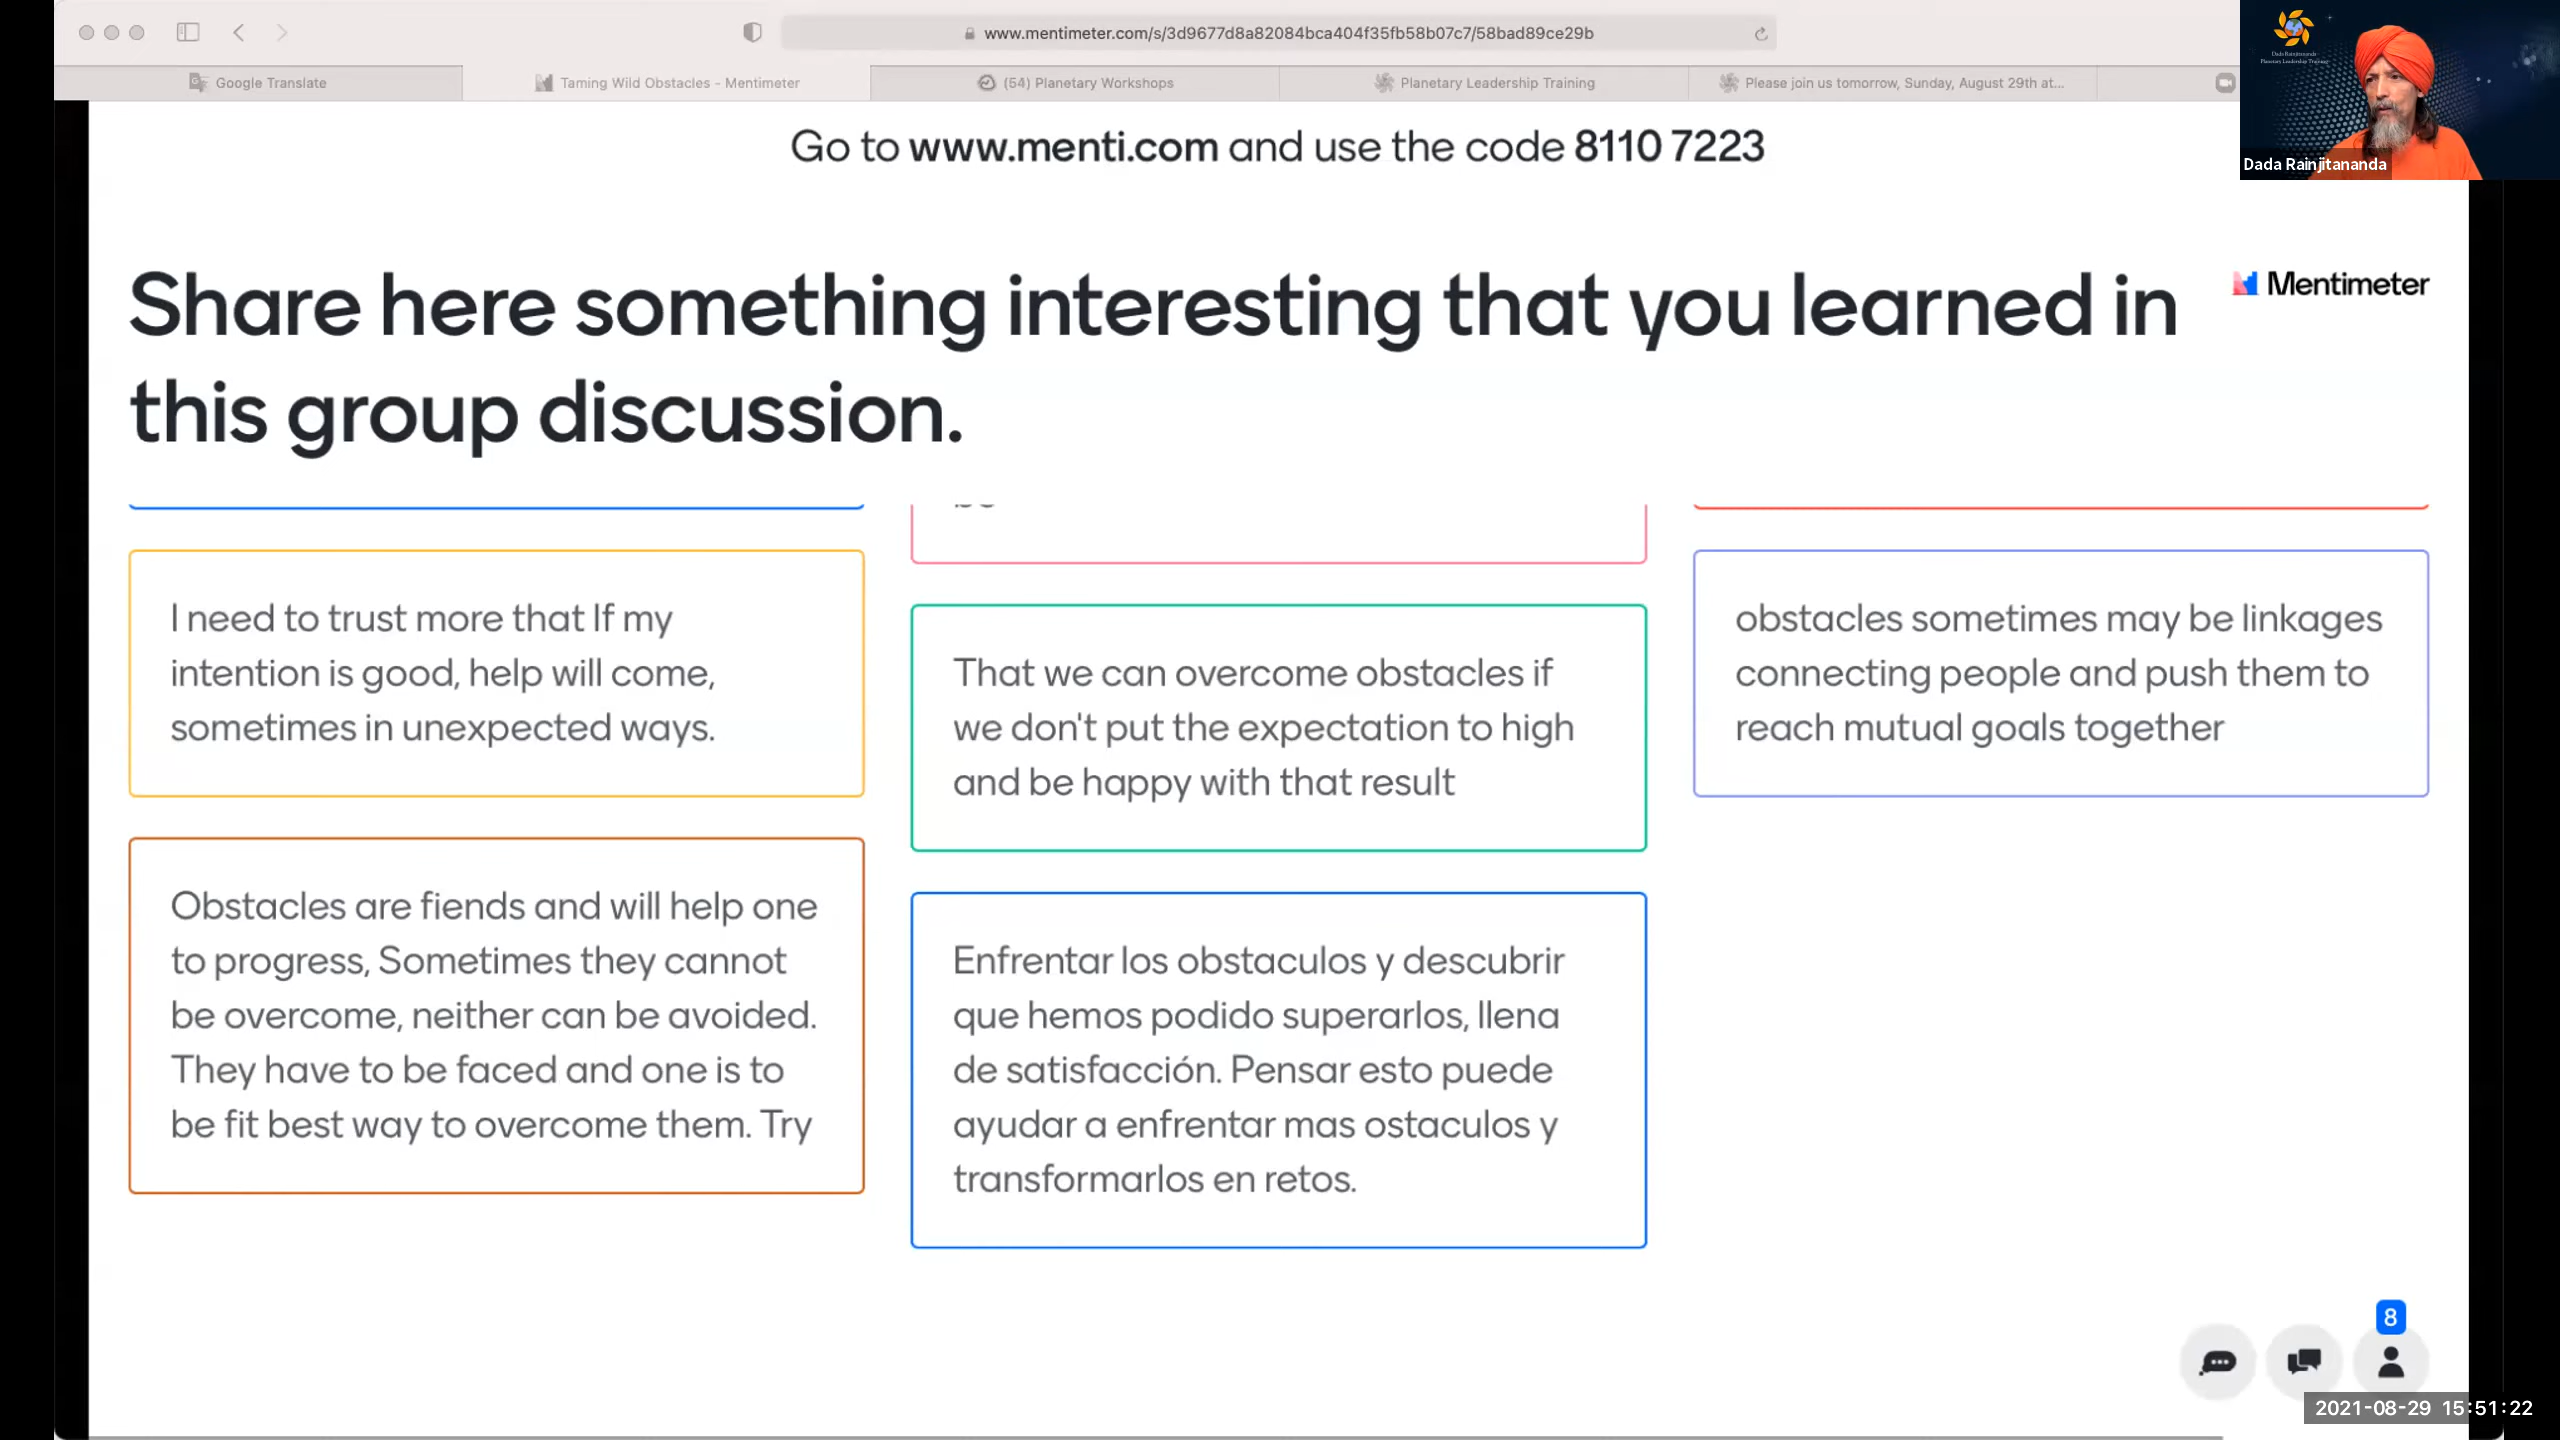 www.mentimeter.com/s/3d9677d8a82084bca404f35fb58b07c7/58bad89ce29b
Google Translate
Taming Wild Obstacles - Mentimeter
(54) Planetary Workshops
Planetary Leadership Training
Please join us tomorrow, Sunday, August 29th at...
Dada Rainjitananda
Planetary Leadership Training
Dada Rainjitananda
Go to www.menti.com and use the code 8110 7223
Share here something interesting that you learned in
this group discussion.
Mentimeter
I need to trust more that If my
intention is good, help will come,
sometimes in unexpected ways.
Obstacles are fiends and will help one
to progress, Sometimes they cannot
be overcome, neither can be avoided.
They have to be faced and one is to
be fit best way to overcome them. Try
That we can overcome obstacles if
we don't put the expectation to high
and be happy with that result
Enfrentar los obstaculos y descubrir
que hemos podido superarlos, llena
de satisfacción. Pensar esto puede
ayudar a enfrentar mas ostaculos y
transformarlos en retos.
obstacles sometimes may be linkages
connecting people and push them to
reach mutual goals together
8
2021-08-29 15:51:22